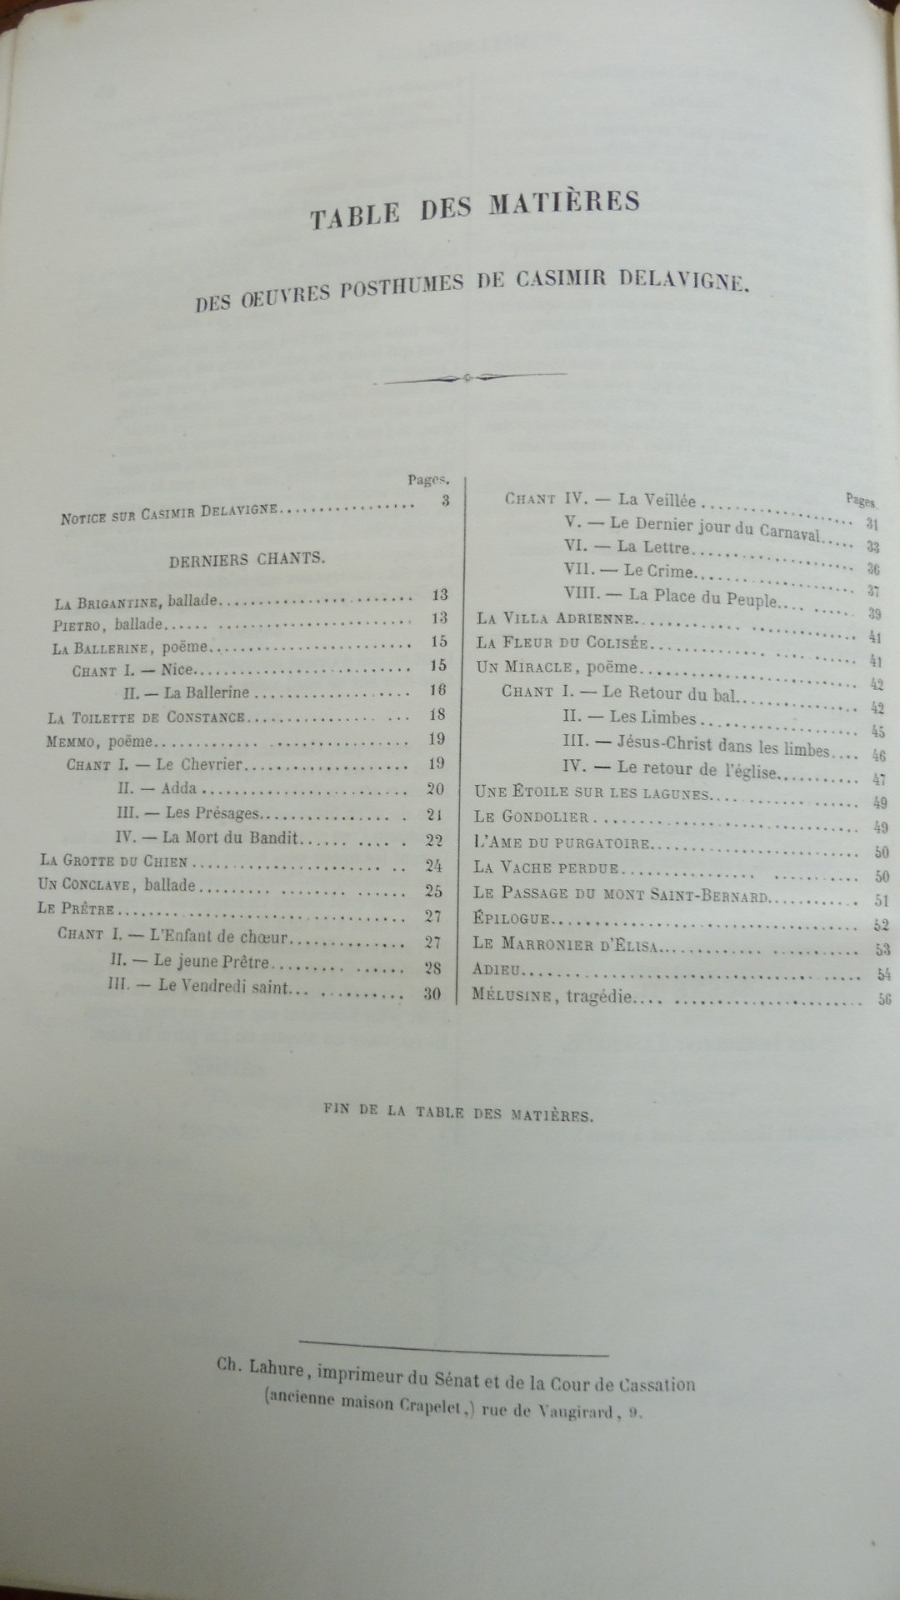 TABLE DES MATIÈRES
DES ŒUVRES POSTHUMES DE CASIMIR DELAVIGNE.
Pages.
NOTICE SUR CASIMIR DELAVIGNE................ 3
DERNIERS CHANTS.
LA BRIGANTINE, ballade....................... 13
PIETRO, ballade...... ....................... 13
LA BALLERINE, poëme......................... 15
CHANT I. — Nice......................... 15
II. — La Ballerine .................. 16
LA TOILETTE DE CONSTANCE................ ... 18
MEMMO, poëme............ .................. 19
CHANT I. — Le Chevrier..................... 19
II. — Adda .......................... 20
III. — Les Présages................... 21
IV. — La Mort du Bandit...... ..... . 22
LA GROTTE DU CHIEN ..................... .. 24
UN CONCLAVE, ballade....................... 25
LE PRÊTRE.................................. 27
CHANT I. — L'Enfant de chœur............... 27
II. — Le jeune Prêtre......... ...... 28
III. — Le Vendredi saint... .......... 30
Pages.
CHANT IV. — La Veillée .................... 31
V. — Le Dernier jour du Carnaval..... 33
VI. — La Lettre..................... 36
VII. — Le Crime..................... 37
VIII. — La Place du Peuple.... ...... 39
LA VILLA ADRIENNE............. ............ 41
LA FLEUR DU COLISÉE............ .......... 41
UN MIRACLE, poëme......................... 42
CHANT I. — Le Retour du bal............... 42
II. — Les Limbes .................... 45
III. — Jésus-Christ dans les limbes.... 46
IV. — Le retour de l'église.......... 47
UNE ÉTOILE SUR LES LAGUNES................ 49
LE GONDOLIER ............................. 49
L'AME DU PURGATOIRE....................... 50
LA VACHE PERDUE................. ......... 50
LE PASSAGE DU MONT SAINT-BERNARD........... 51
ÉPILOGUE.................................. 52
LE MARRONIER D'ÉLISA............ .......... 53
ADIEU..................................... 54
MÉLUSINE, tragédie.... .................... 56
FIN DE LA TABLE DES MATIÈRES.
Ch. Lahure, imprimeur du Sénat et de la Cour de Cassation
(ancienne maison Crapelet,) rue de Vaugirard, 9.